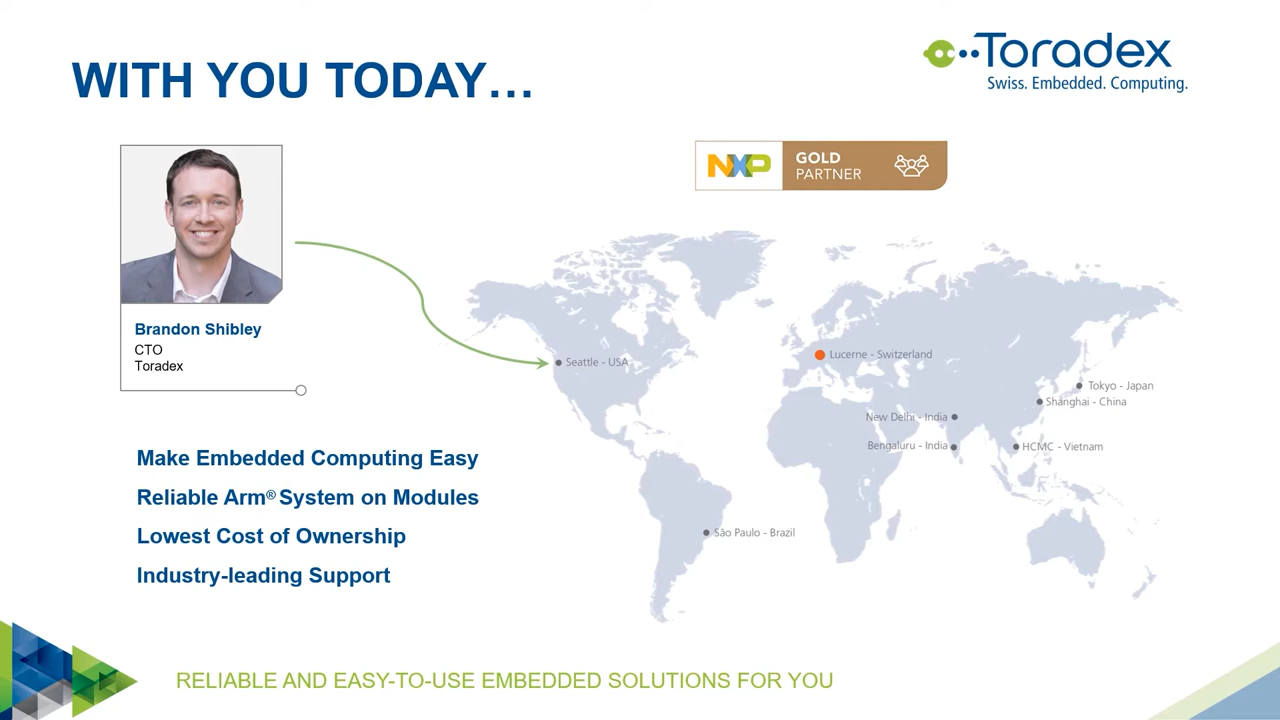 WITH YOU TODAY…
Toradex
Swiss. Embedded. Computing.
NXP
GOLD
PARTNER
Brandon Shibley
CTO
Toradex
Seattle - USA
Lucerne - Switzerland
Tokyo - Japan
Shanghai - China
New Delhi - India
Bengaluru - India
HCMC - Vietnam
São Paulo - Brazil
Make Embedded Computing Easy
Reliable Arm® System on Modules
Lowest Cost of Ownership
Industry-leading Support
RELIABLE AND EASY-TO-USE EMBEDDED SOLUTIONS FOR YOU